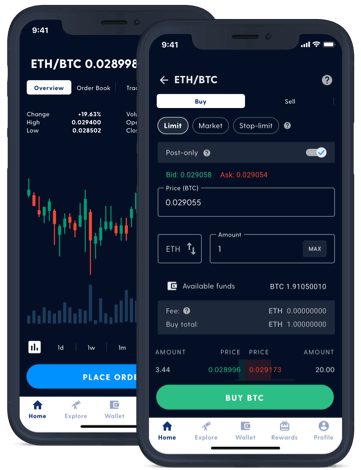 9:41
ETH/BTC 0.028998
Overview
Order Book
Change +19.63%
High 0.029400
Low 0.028502
1d 1w 1m
PLACE ORDE
Home Explore Wallet
9:41
ETH/BTC
Buy Sell
Limit Market Stop-limit ?
Post-only ?
Bid: 0.029058 Ask: 0.029054
Price (BTC)
0.029055
ETH
Amount
1
MAX
Available funds BTC 1.91050010
Fee: ? ETH 0.00000000
Buy total: ETH 1.00000000
AMOUNT PRICE PRICE AMOUNT
3.44 0.028996 0.029173 20.00
BUY BTC
Home Explore Wallet Rewards Profile